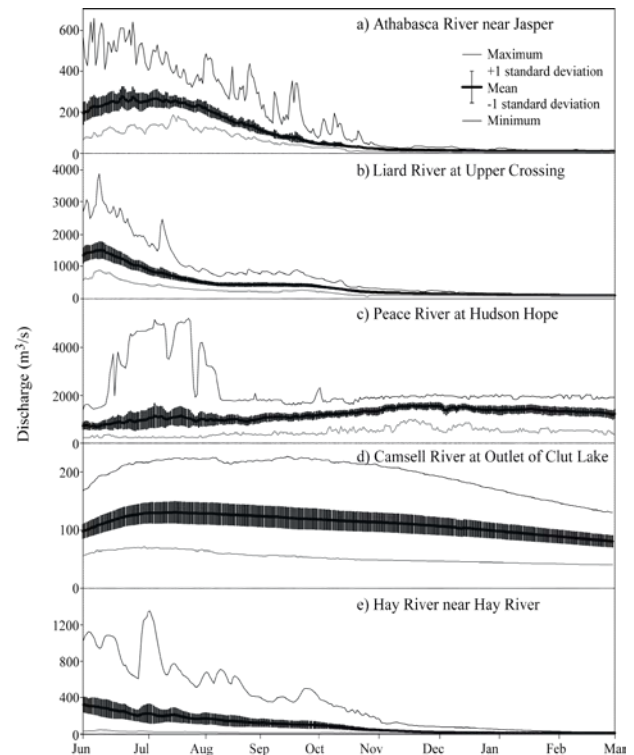 a) Athabasca River near Jasper
Maximum
+1 standard deviation
Mean
-1 standard deviation
Minimum
600
400
200
0
b) Liard River at Upper Crossing
4000
3000
2000
1000
0
c) Peace River at Hudson Hope
4000
2000
0
Discharge (m³/s)
d) Camsell River at Outlet of Clut Lake
200
100
0
e) Hay River near Hay River
1200
800
400
0
Jun Jul Aug Sep Oct Nov Dec Jan Feb Mar